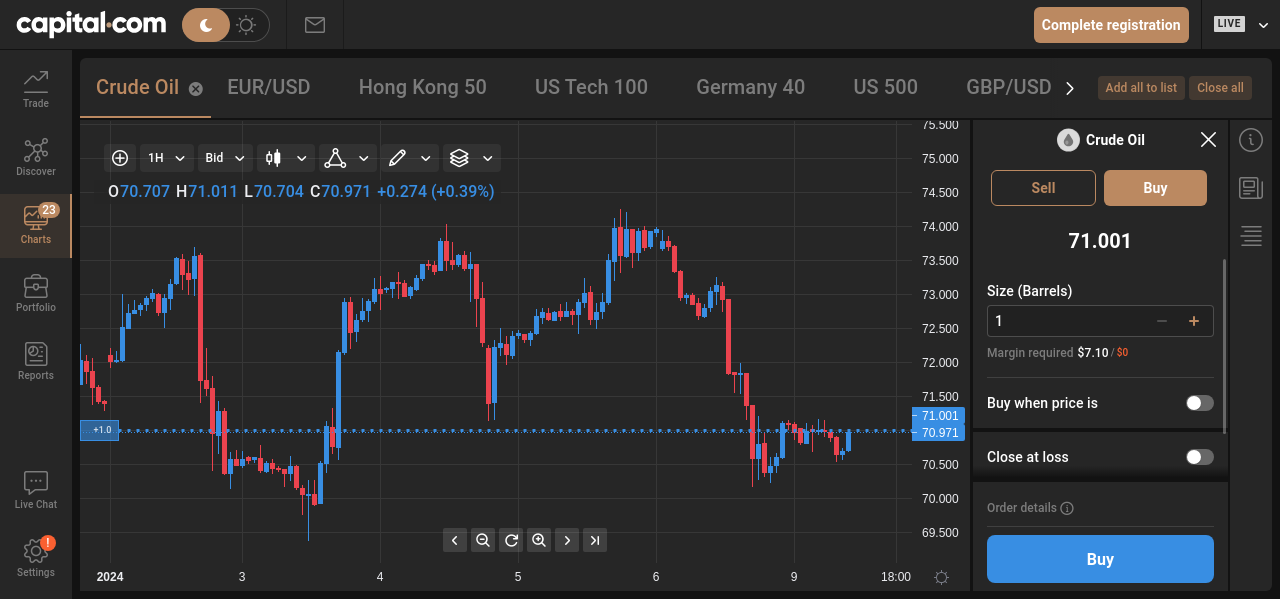 capital.com
Complete registration
LIVE
Trade
Discover
23
Charts
Portfolio
Reports
Live Chat
!
Settings
Crude Oil
EUR/USD
Hong Kong 50
US Tech 100
Germany 40
US 500
GBP/USD
Add all to list
Close all
1H
Bid
O70.707 H71.011 L70.704 C70.971 +0.274 (+0.39%)
75.500
75.000
74.500
74.000
73.500
73.000
72.500
72.000
71.500
71.001
70.971
70.500
70.000
69.500
+1.0
2024
3
4
5
6
9
18:00
Crude Oil
Sell
Buy
71.001
Size (Barrels)
1
Margin required $7.10 / $0
Buy when price is
Close at loss
Order details
Buy